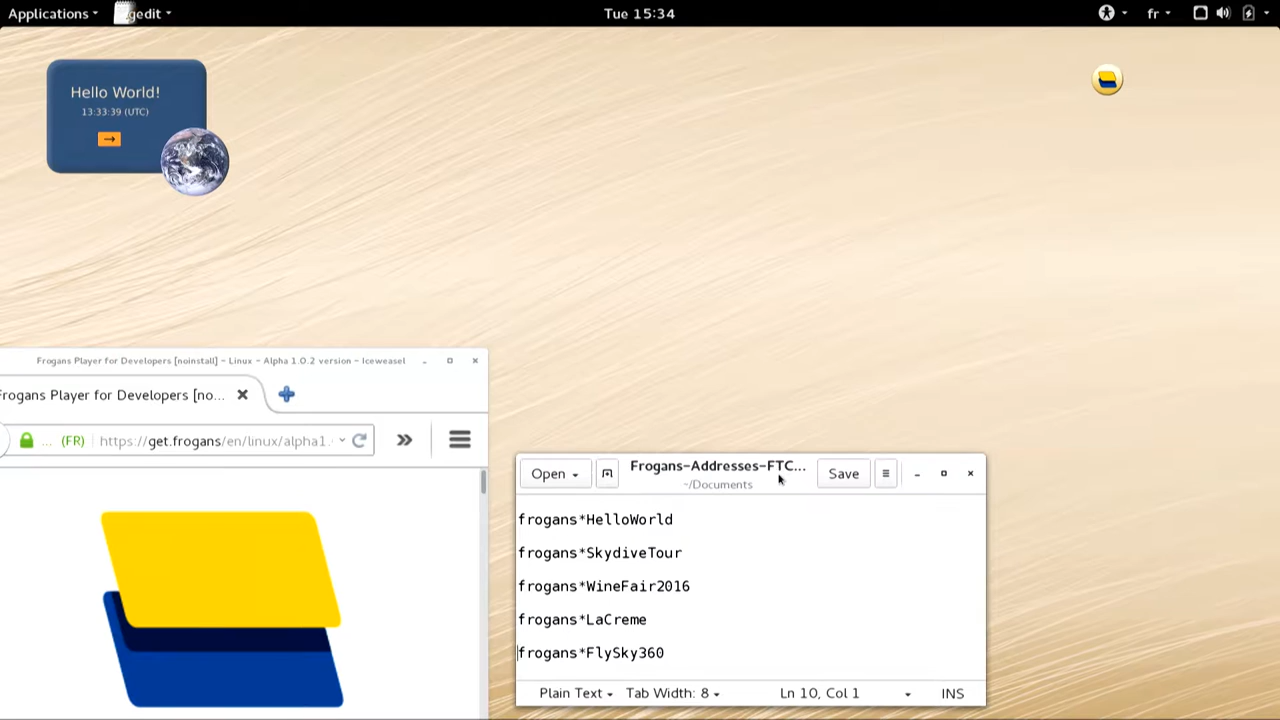 Applications gedit Tue 15:34 fr
Hello World!
13:33:39 (UTC)
→
Frogans Player for Developers [noinstall] – Linux – Alpha 1.0.2 version – Iceweasel
Frogans Player for Developers [no...
... (FR) https://get.frogans/en/linux/alpha1.
Open Frogans-Addresses-FTC... Save
~/Documents
frogans*HelloWorld
frogans*SkydiveTour
frogans*WineFair2016
frogans*LaCreme
frogans*FlySky360
Plain Text Tab Width: 8 Ln 10, Col 1 INS